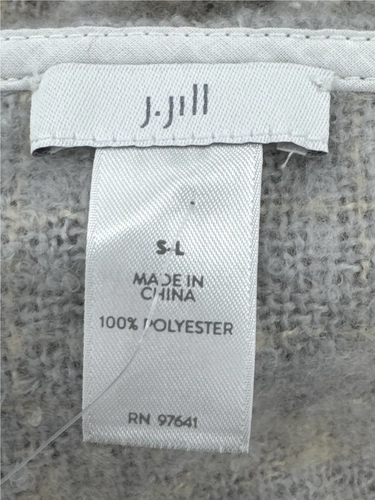 J.Jill
S-L
MADE IN
CHINA
100% POLYESTER
RN 97641